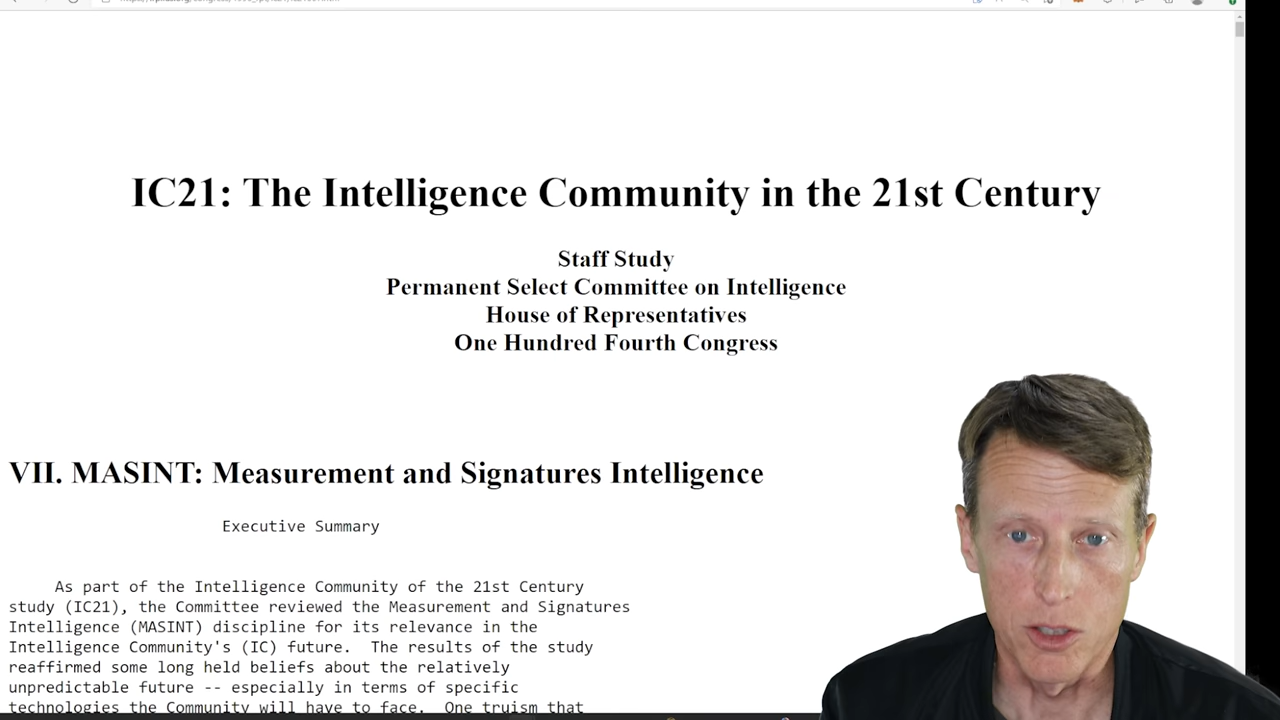 IC21: The Intelligence Community in the 21st Century
Staff Study
Permanent Select Committee on Intelligence
House of Representatives
One Hundred Fourth Congress
VII. MASINT: Measurement and Signatures Intelligence
Executive Summary
As part of the Intelligence Community of the 21st Century
study (IC21), the Committee reviewed the Measurement and Signatures
Intelligence (MASINT) discipline for its relevance in the
Intelligence Community's (IC) future.  The results of the study
reaffirmed some long held beliefs about the relatively
unpredictable future -- especially in terms of specific
technologies the Community will have to face.  One truism that